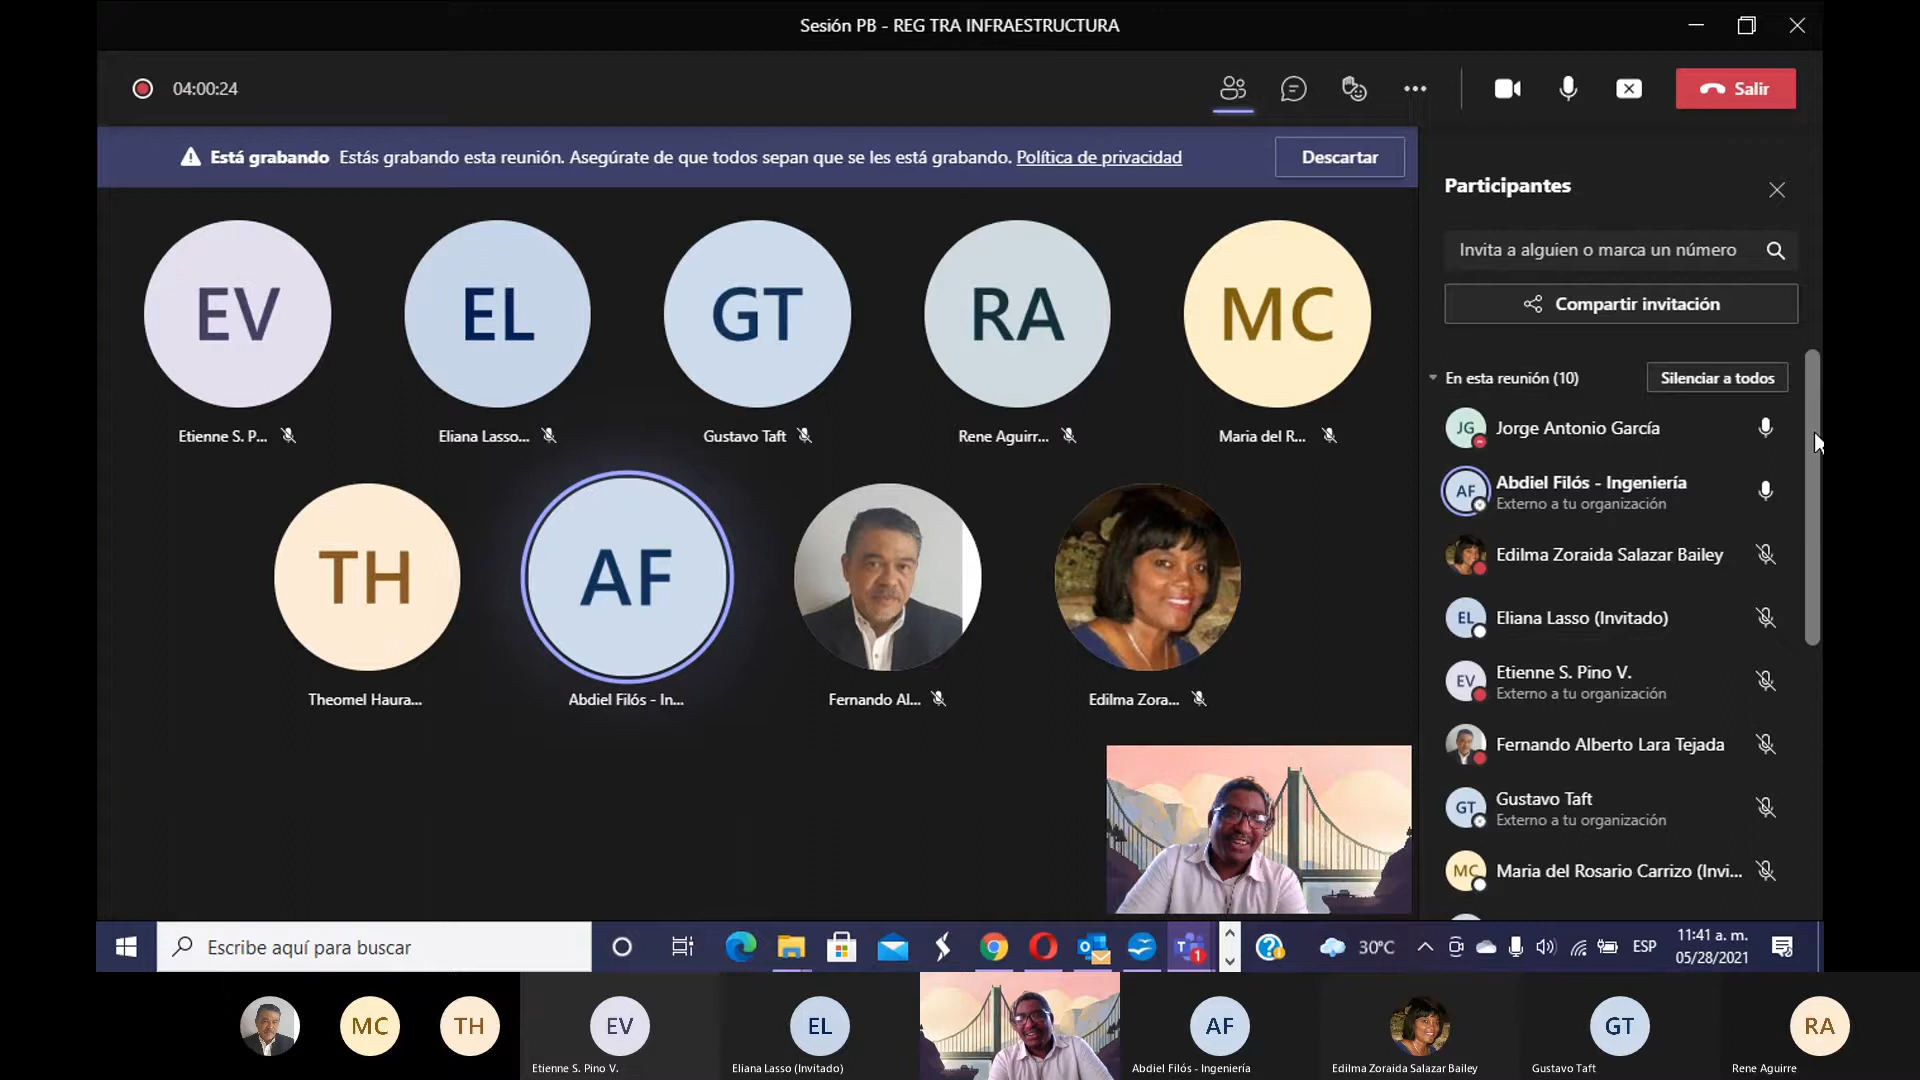 Sesión PB - REG TRA INFRAESTRUCTURA
04:00:24
Salir
Está grabando Estás grabando esta reunión. Asegúrate de que todos sepan que se les está grabando. Política de privacidad
Descartar
EV
EL
GT
RA
MC
Etienne S. P...
Eliana Lasso...
Gustavo Taft
Rene Aguirr...
Maria del R...
TH
AF
Theomel Haura...
Abdiel Filós - In...
Fernando Al...
Edilma Zora...
Participantes
Invita a alguien o marca un número
Compartir invitación
En esta reunión (10)
Silenciar a todos
JG
Jorge Antonio García
AF
Abdiel Filós - Ingeniería
Externo a tu organización
Edilma Zoraida Salazar Bailey
EL
Eliana Lasso (Invitado)
EV
Etienne S. Pino V.
Externo a tu organización
Fernando Alberto Lara Tejada
GT
Gustavo Taft
Externo a tu organización
MC
Maria del Rosario Carrizo (Invi...
Escribe aquí para buscar
1
30°C
ESP
11:41 a. m.
05/28/2021
MC
TH
EV
EL
AF
GT
RA
Etienne S. Pino V.
Eliana Lasso (Invitado)
Abdiel Filós - Ingeniería
Edilma Zoraida Salazar Bailey
Gustavo Taft
Rene Aguirre